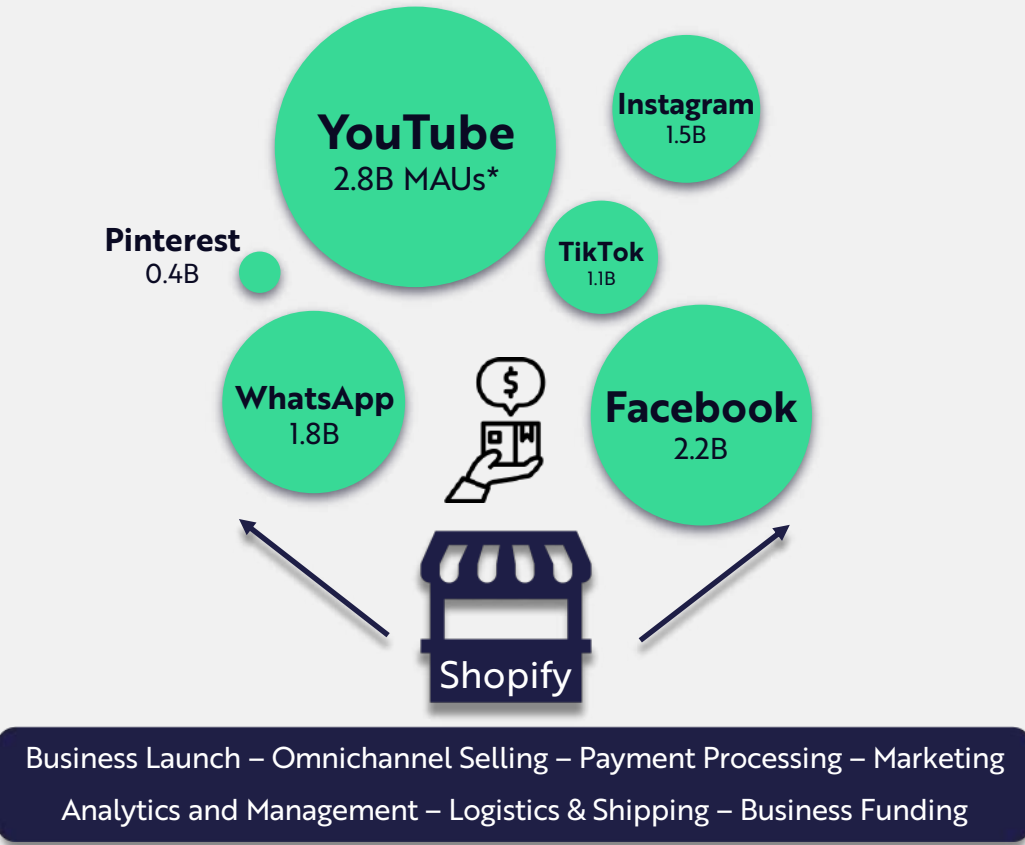 YouTube
2.8B MAUs*
Instagram
1.5B
Pinterest
0.4B
TikTok
1.1B
WhatsApp
1.8B
$
Facebook
2.2B
Shopify
Business Launch – Omnichannel Selling – Payment Processing – Marketing
Analytics and Management – Logistics & Shipping – Business Funding